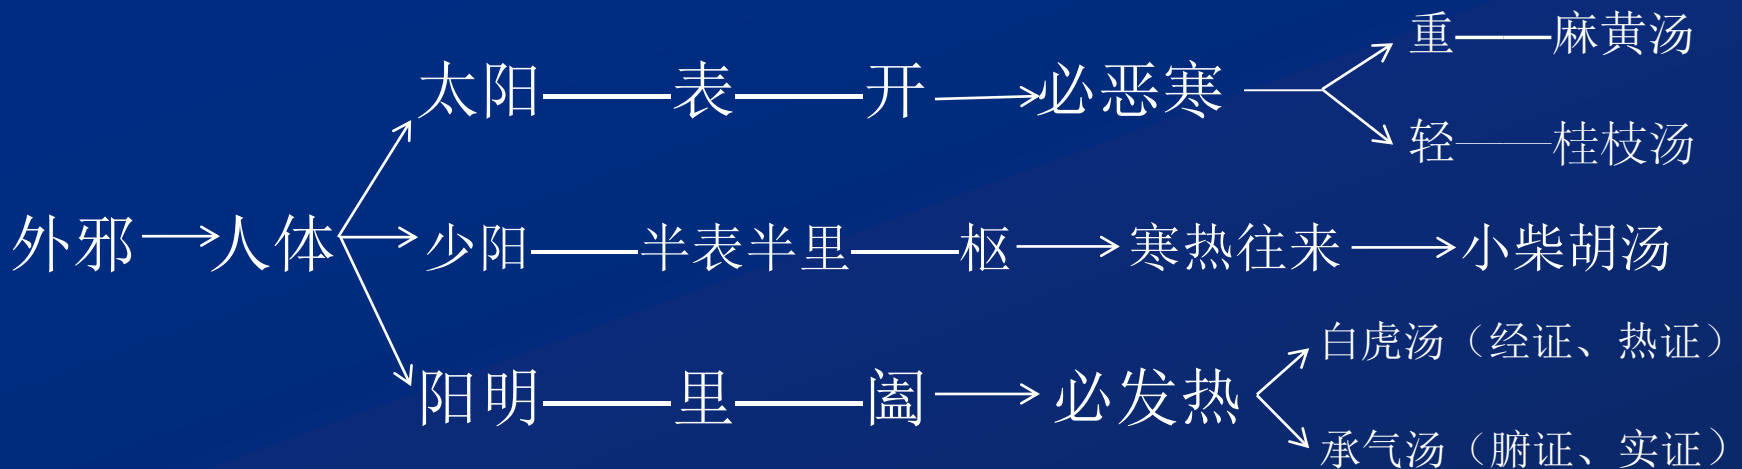 重——麻黄汤
太阳——表——开 必恶寒
轻——桂枝汤
外邪 人体 少阳——半表半里——枢 寒热往来 小柴胡汤
白虎汤（经证、热证）
阳明——里——阖 必发热
承气汤（腑证、实证）